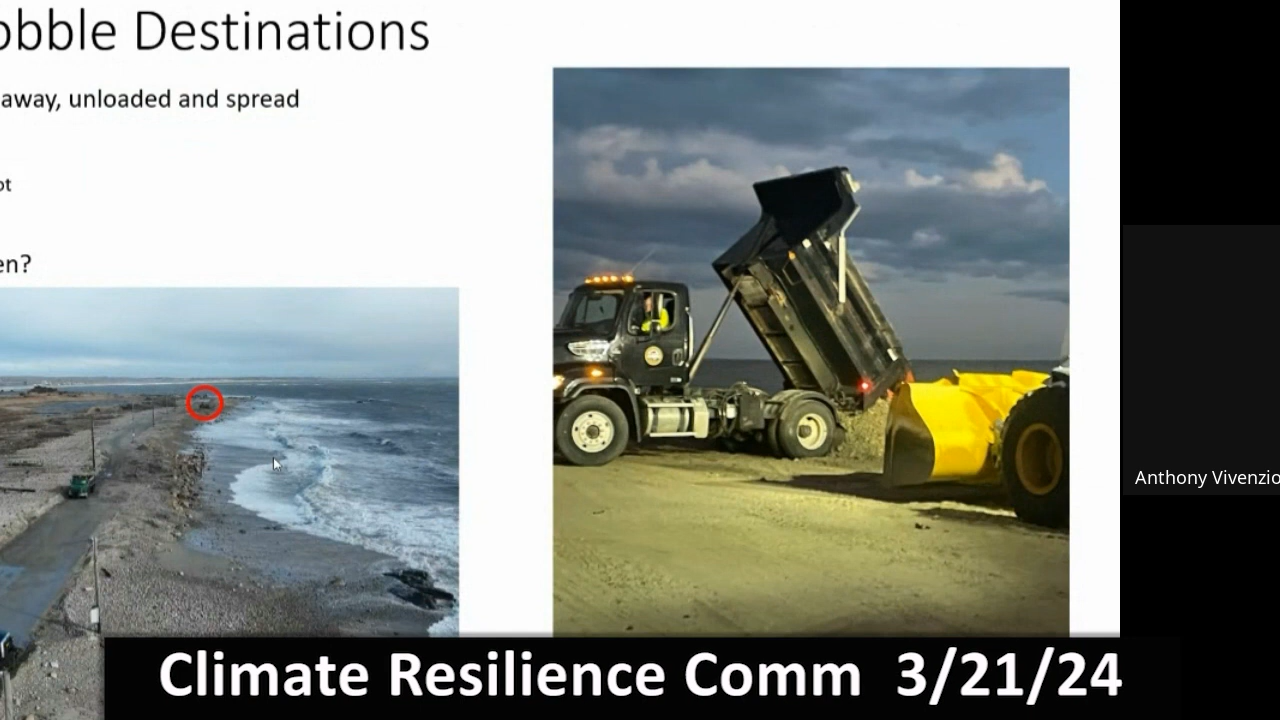 obble Destinations
away, unloaded and spread
ot
en?
Anthony Vivenzio
Climate Resilience Comm 3/21/24